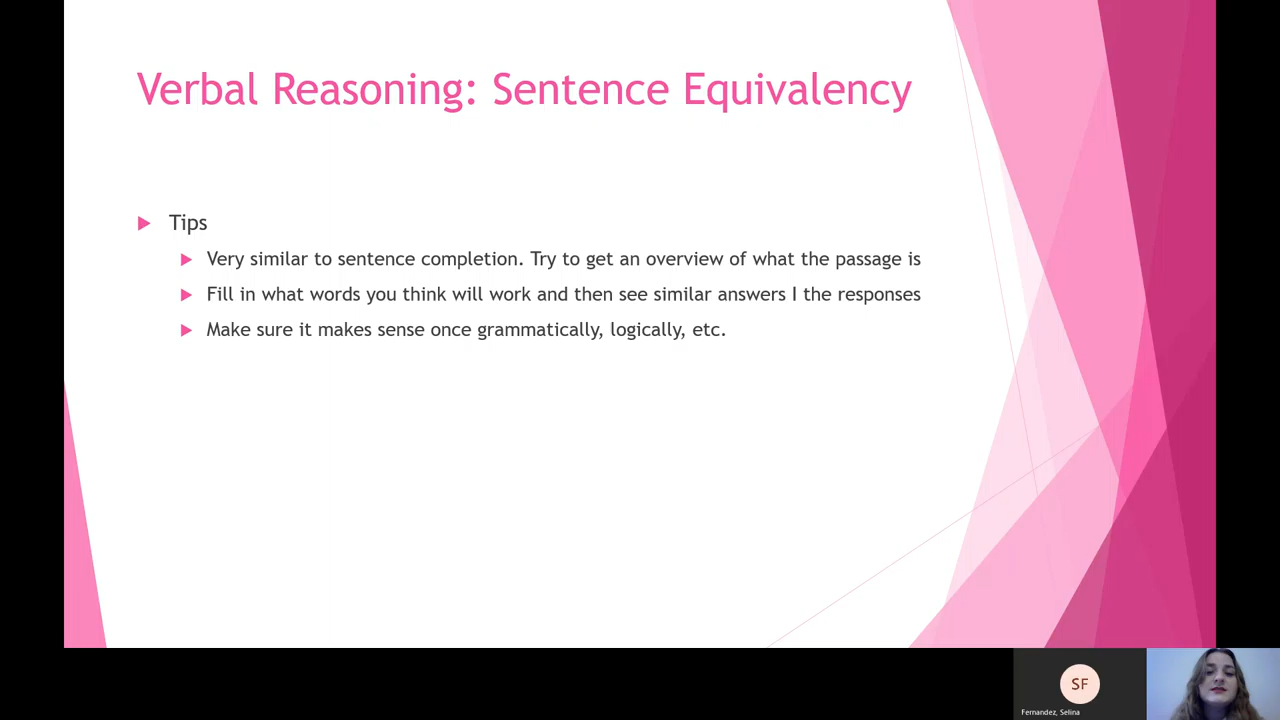 Verbal Reasoning: Sentence Equivalency
Tips
Very similar to sentence completion. Try to get an overview of what the passage is
Fill in what words you think will work and then see similar answers I the responses
Make sure it makes sense once grammatically, logically, etc.
SF
Fernandez, Selina